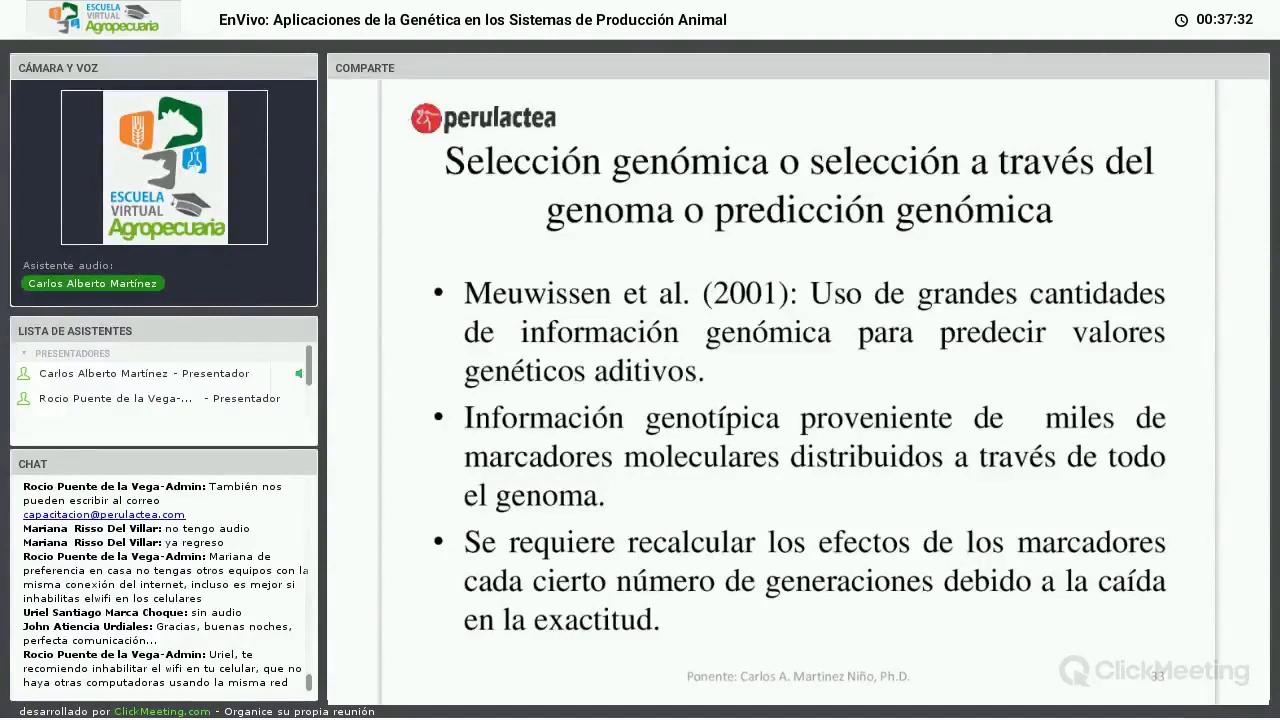 ESCUELA
VIRTUAL
Agropecuaria
EnVivo: Aplicaciones de la Genética en los Sistemas de Producción Animal
00:37:32
CÁMARA Y VOZ
ESCUELA
VIRTUAL
Agropecuaria
Asistente audio:
Carlos Alberto Martínez
LISTA DE ASISTENTES
PRESENTADORES
Carlos Alberto Martínez - Presentador
Rocio Puente de la Vega-... - Presentador
CHAT
Rocio Puente de la Vega-Admin: También nos
pueden escribir al correo
capacitacion@perulactea.com
Mariana Risso Del Villar: no tengo audio
Mariana Risso Del Villar: ya regreso
Rocio Puente de la Vega-Admin: Mariana de
preferencia en casa no tengas otros equipos con la
misma conexión del internet, incluso es mejor si
inhabilitas elwifi en los celulares
Uriel Santiago Marca Choque: sin audio
John Atiencia Urdiales: Gracias, buenas noches,
perfecta comunicación...
Rocio Puente de la Vega-Admin: Uriel, te
recomiendo inhabilitar el wifi en tu celular, que no
haya otras computadoras usando la misma red
COMPARTE
perulactea
Selección genómica o selección a través del
genoma o predicción genómica
• Meuwissen et al. (2001): Uso de grandes cantidades
de información genómica para predecir valores
genéticos aditivos.
• Información genotípica proveniente de miles de
marcadores moleculares distribuidos a través de todo
el genoma.
• Se requiere recalcular los efectos de los marcadores
cada cierto número de generaciones debido a la caída
en la exactitud.
Ponente: Carlos A. Martinez Niño, Ph.D.
33
ClickMeeting
desarrollado por ClickMeeting.com - Organice su propia reunión